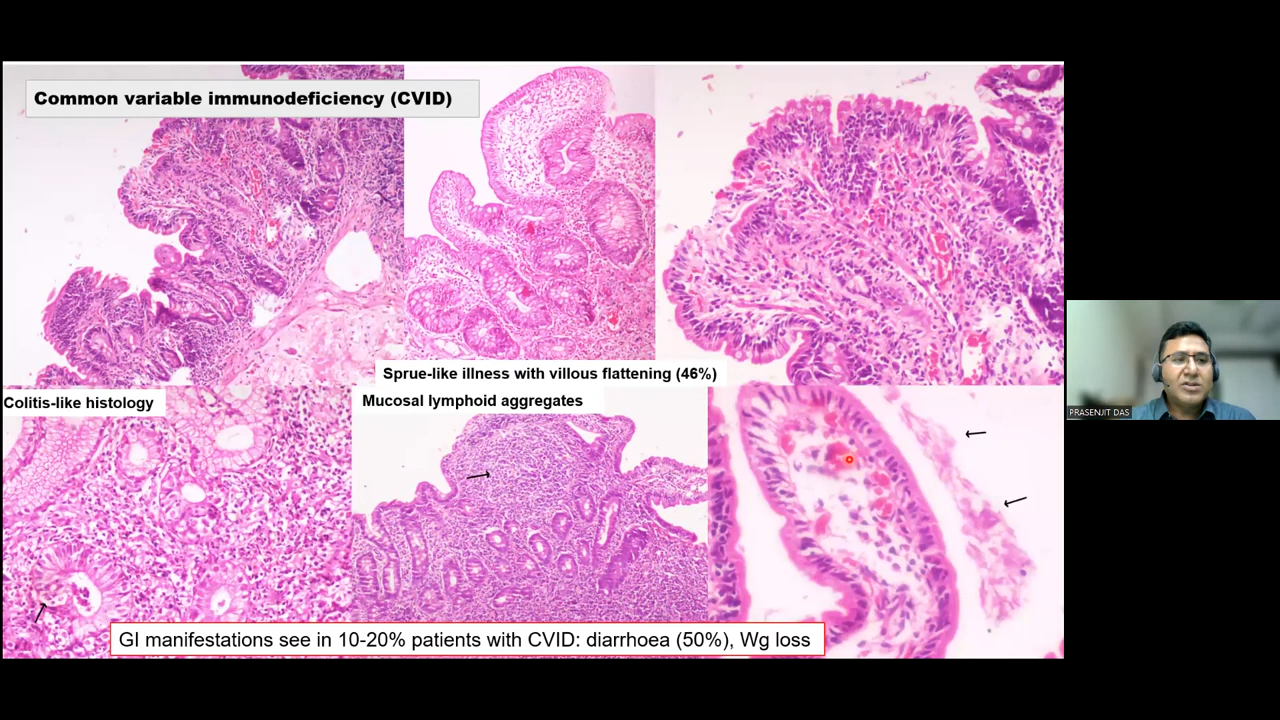 Common variable immunodeficiency (CVID)
Sprue-like illness with villous flattening (46%)
Colitis-like histology
Mucosal lymphoid aggregates
GI manifestations see in 10-20% patients with CVID: diarrhoea (50%), Wg loss
PRASENJIT DAS